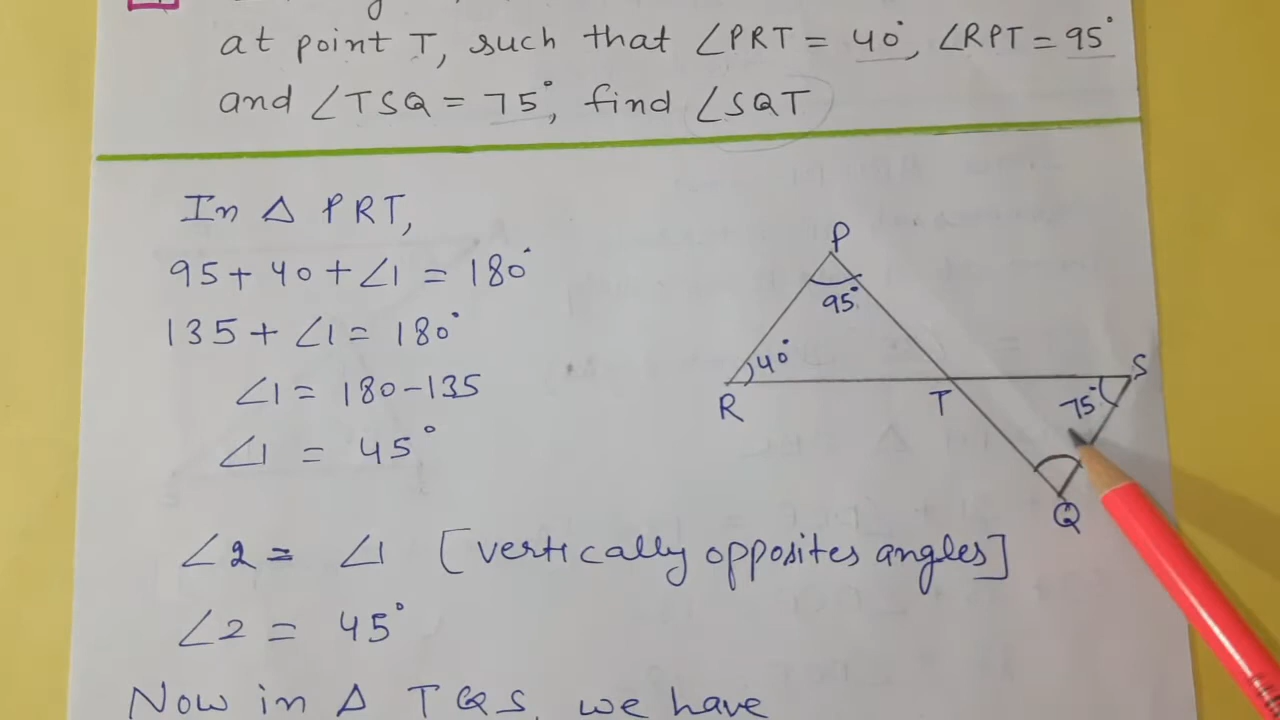 at point T, such that ∠PRT = 40°, ∠RPT = 95°
and ∠TSQ = 75°, find ∠SQT
In △ PRT,
95 + 40 + ∠1 = 180°
135 + ∠1 = 180°
∠1 = 180-135
∠1 = 45°
P
95°
40°
R
T
S
75°
Q
∠2 = ∠1 [vertically opposites angles]
∠2 = 45°
Now in △ TQS, we have